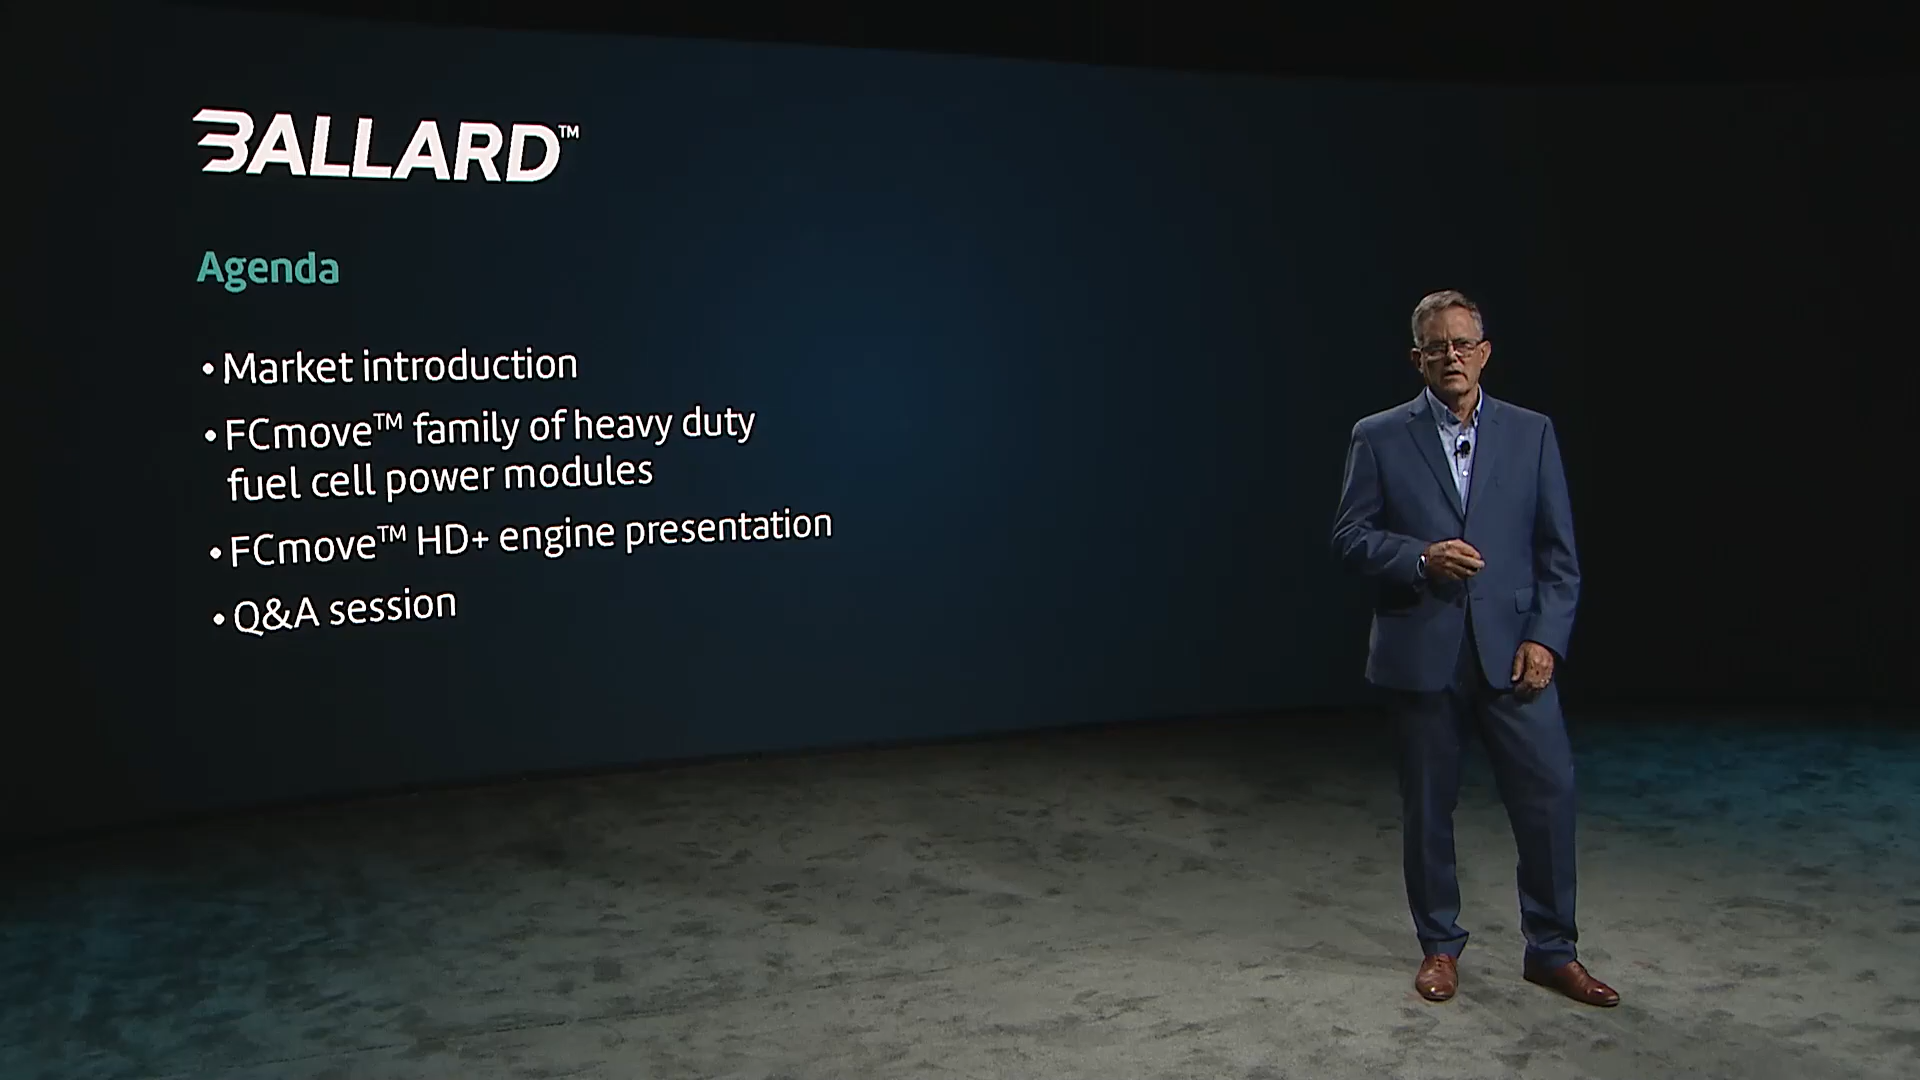 BALLARD™
Agenda
• Market introduction
• FCmove™ family of heavy duty
fuel cell power modules
• FCmove™ HD+ engine presentation
• Q&A session